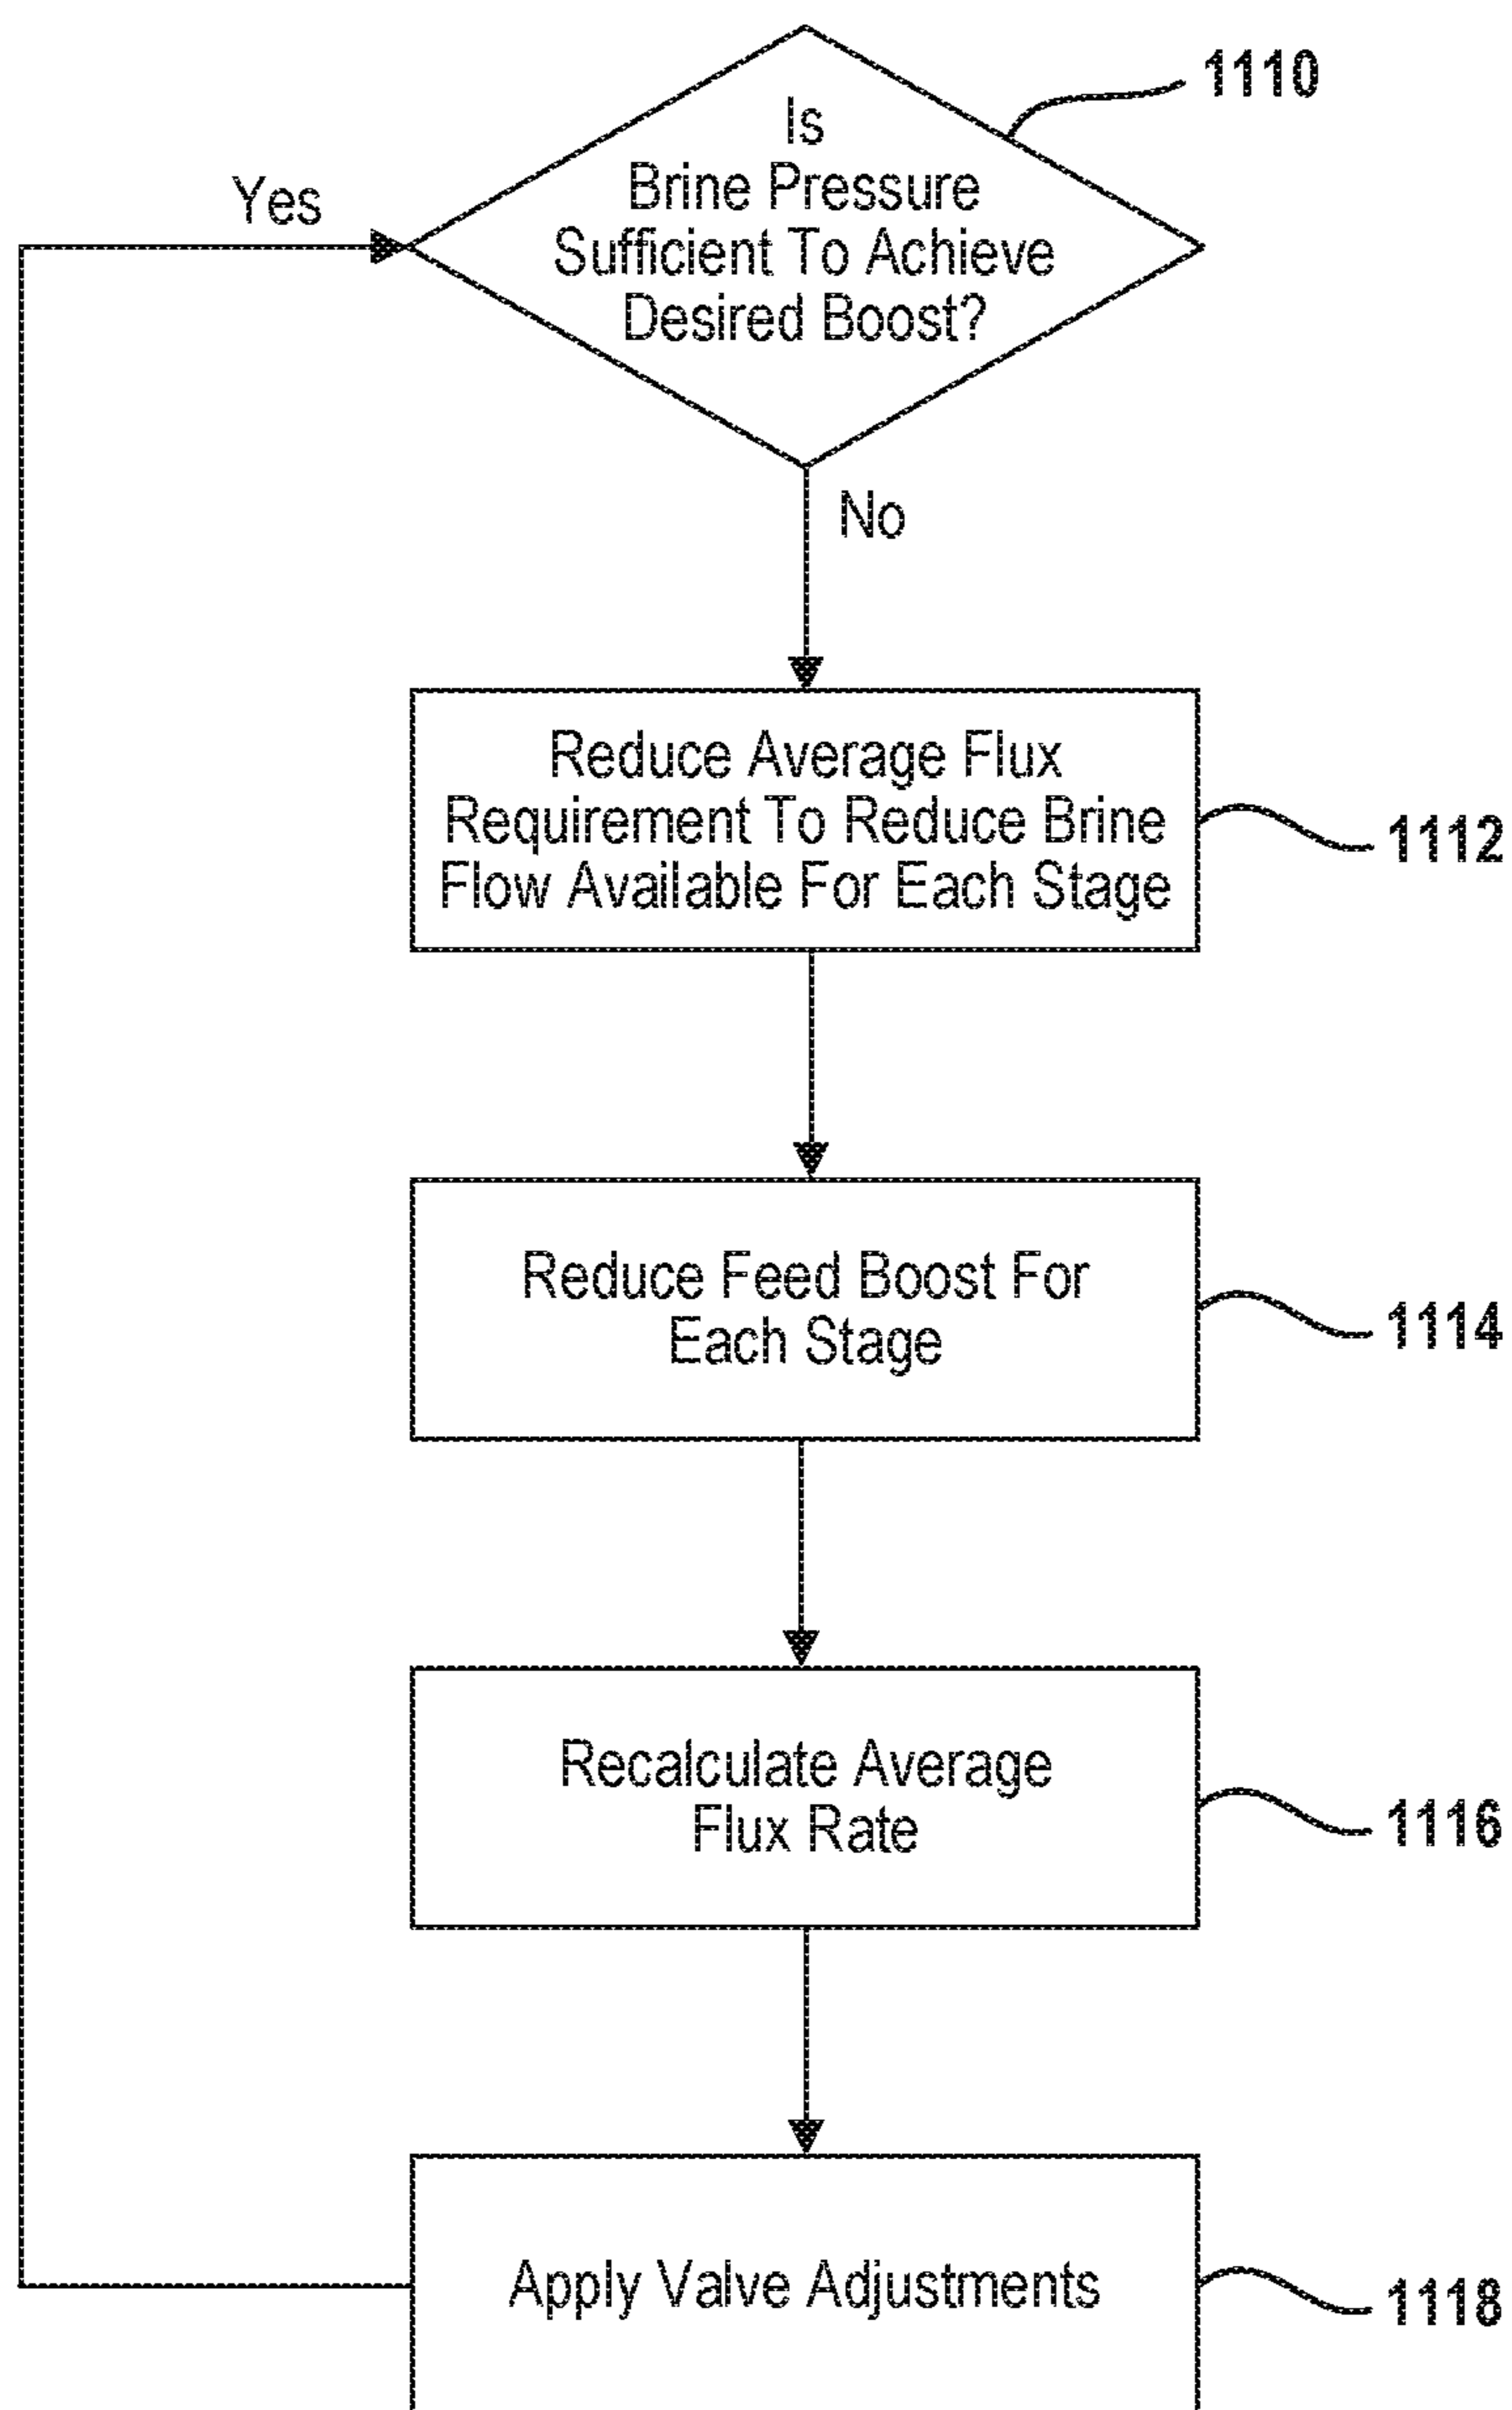 1110
Is
Brine Pressure
Sufficient To Achieve
Desired Boost?
Yes
No
Reduce Average Flux
Requirement To Reduce Brine
Flow Available For Each Stage
1112
Reduce Feed Boost For
Each Stage
1114
Recalculate Average
Flux Rate
1116
Apply Valve Adjustments
1118